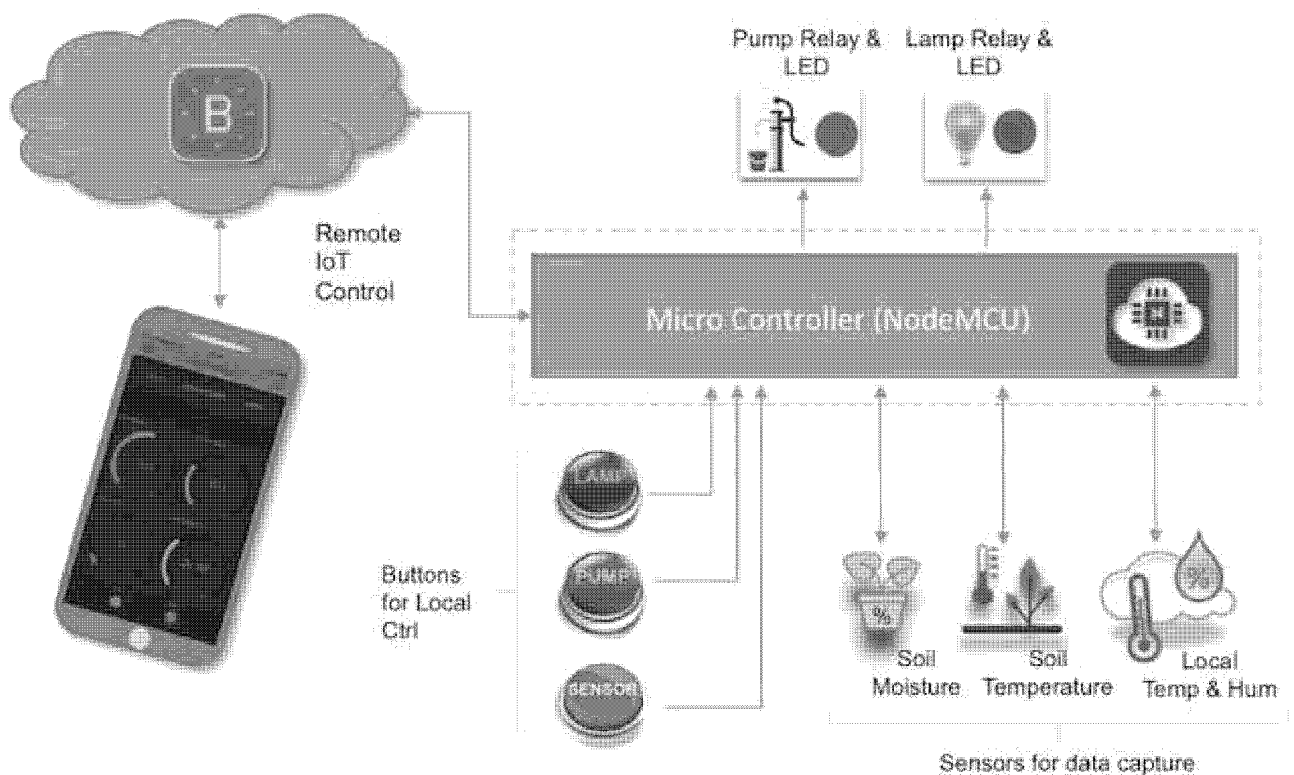 Pump Relay &
LED
Lamp Relay &
LED
B
Remote
IoT
Control
Micro Controller (NodeMCU)
Buttons
for Local
Ctrl
LAMP
PUMP
SENSOR
%
%
Soil
Moisture
Soil
Temperature
Local
Temp & Hum
Sensors for data capture